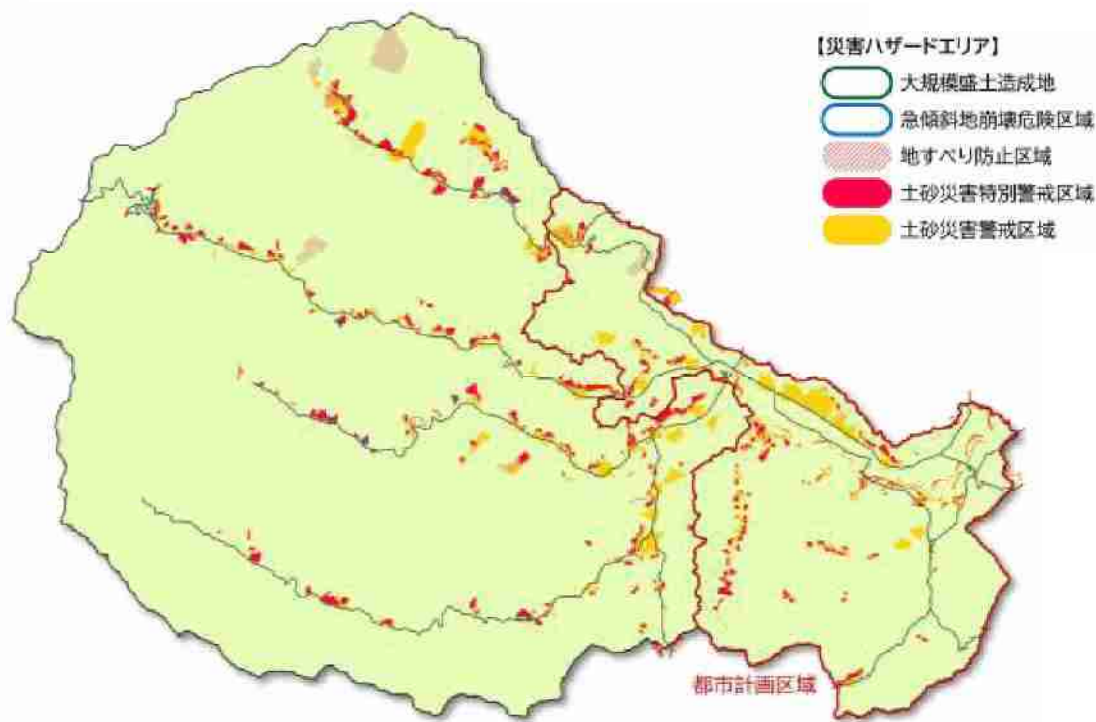 【災害ハザードエリア】
大規模盛土造成地
急傾斜地崩壊危険区域
地すべり防止区域
土砂災害特別警戒区域
土砂災害警戒区域
都市計画区域